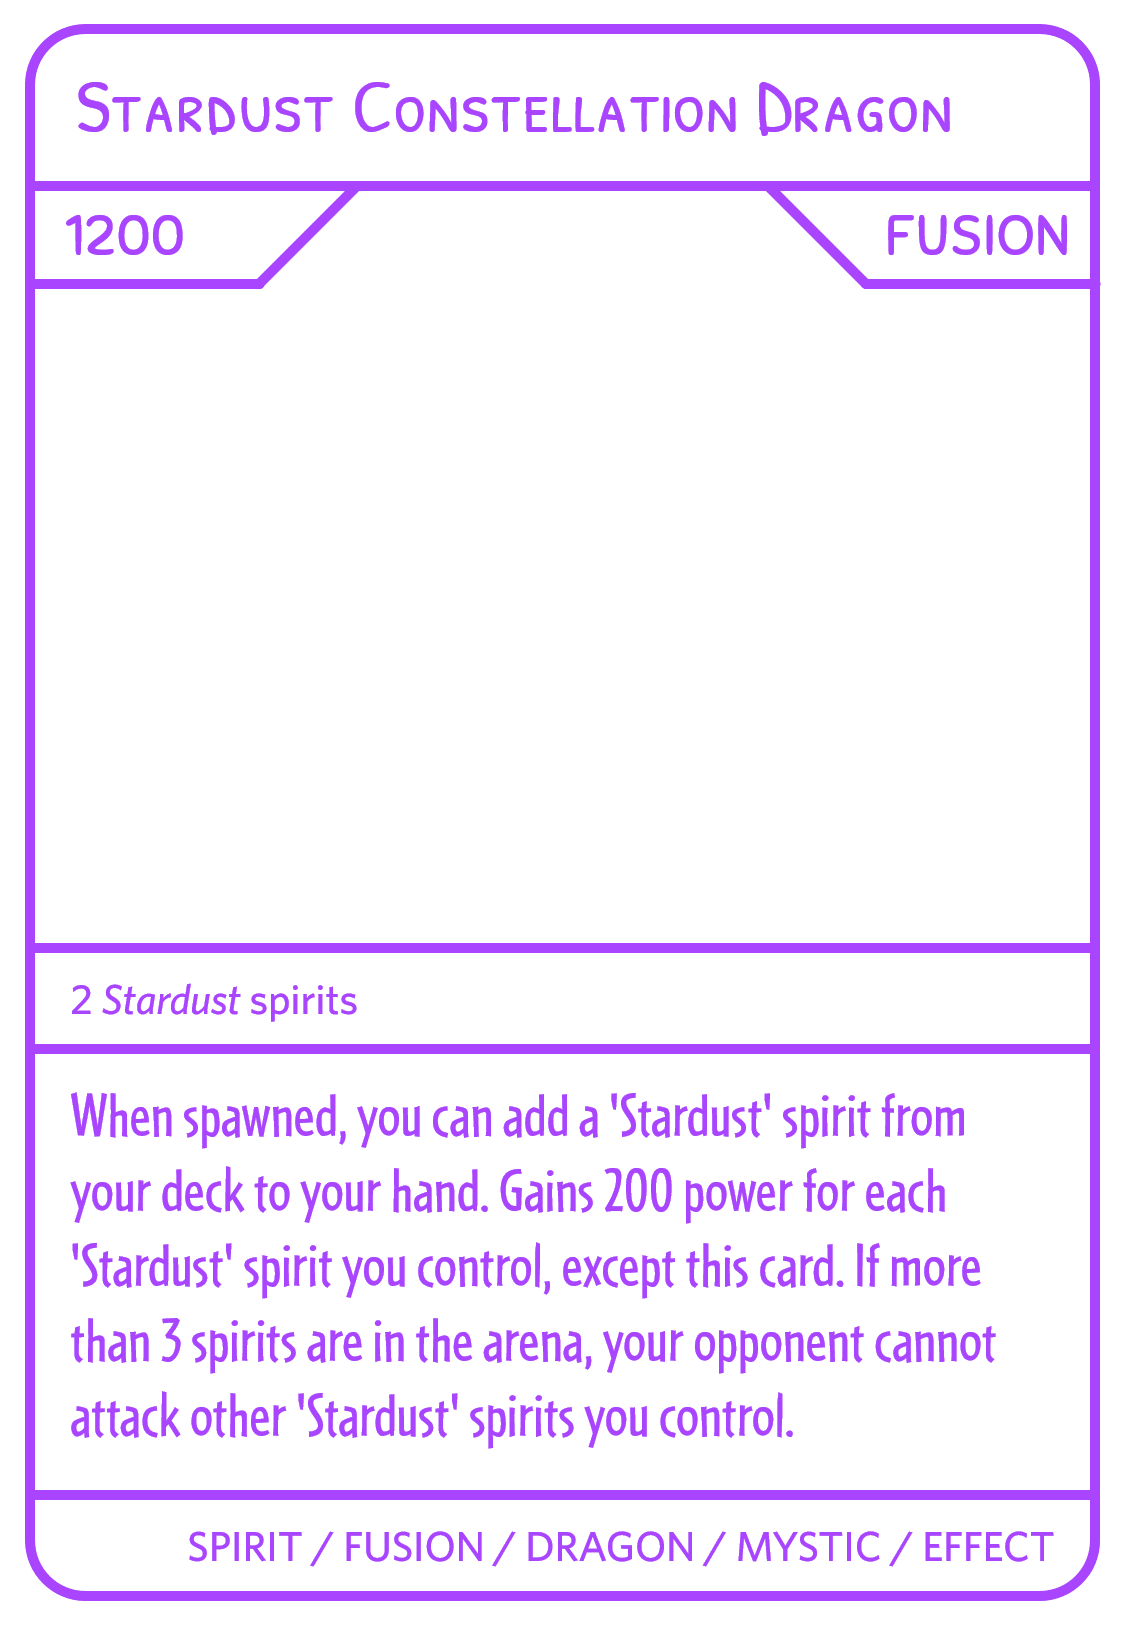 Stardust Constellation Dragon
1200
FUSION
2 Stardust spirits
When spawned, you can add a 'Stardust' spirit from
your deck to your hand. Gains 200 power for each
'Stardust' spirit you control, except this card. If more
than 3 spirits are in the arena, your opponent cannot
attack other 'Stardust' spirits you control.
SPIRIT / FUSION / DRAGON / MYSTIC / EFFECT